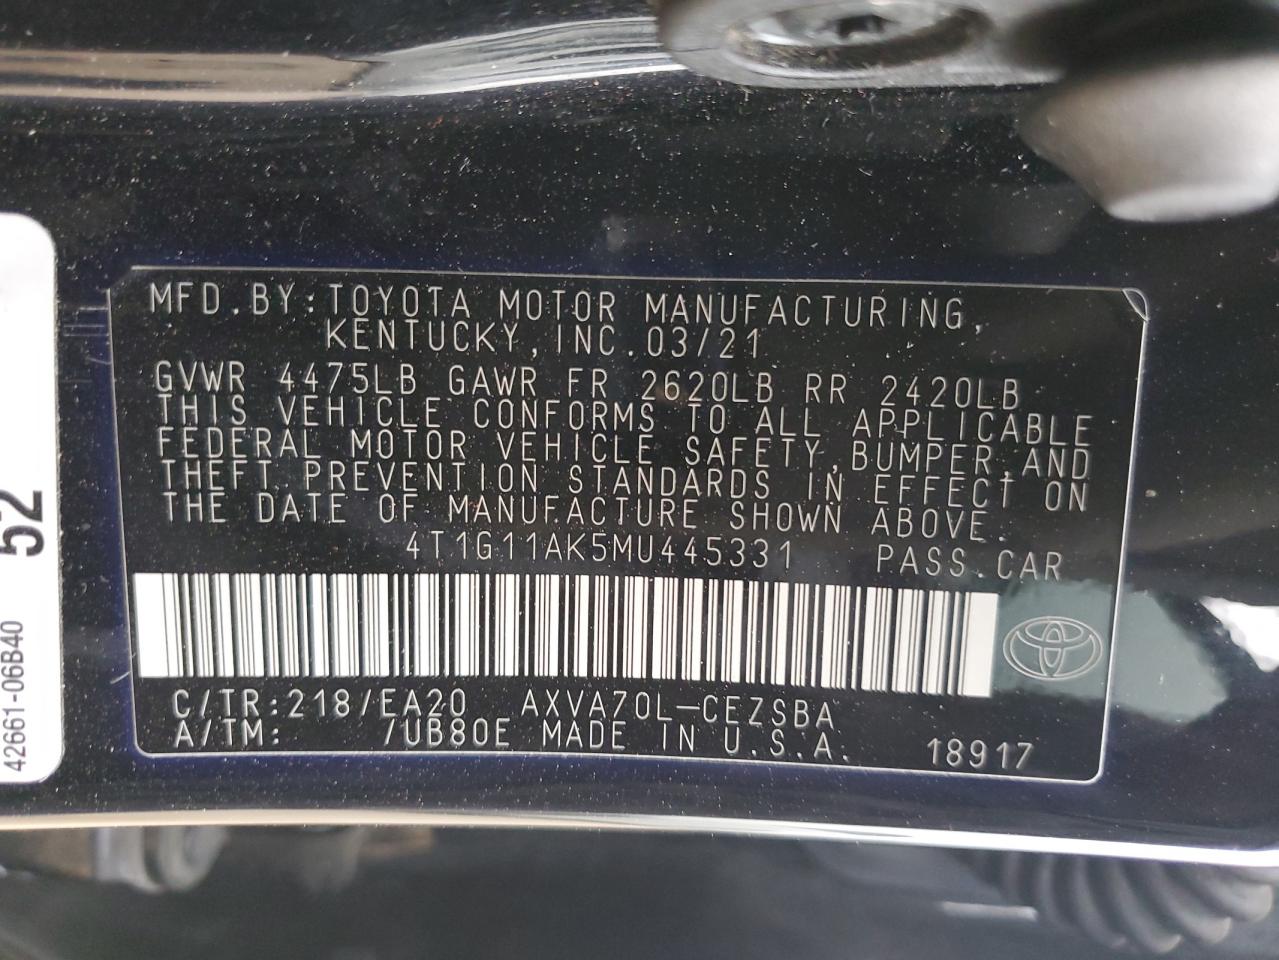 MFD.BY:TOYOTA MOTOR MANUFACTURING,
KENTUCKY,INC.03/21
GVWR 4475LB GAWR FR 2620LB RR 2420LB
THIS VEHICLE CONFORMS TO ALL APPLICABLE
FEDERAL MOTOR VEHICLE SAFETY,BUMPER,AND
THEFT PREVENTION STANDARDS IN EFFECT ON
THE DATE OF MANUFACTURE SHOWN ABOVE.
4T1G11AK5MU445331 PASS.CAR
C/TR:218/EA20 AXVA70L-CEZSBA
A/TM: /UB80E MADE IN U.S.A. 18917
52
42661-06B40